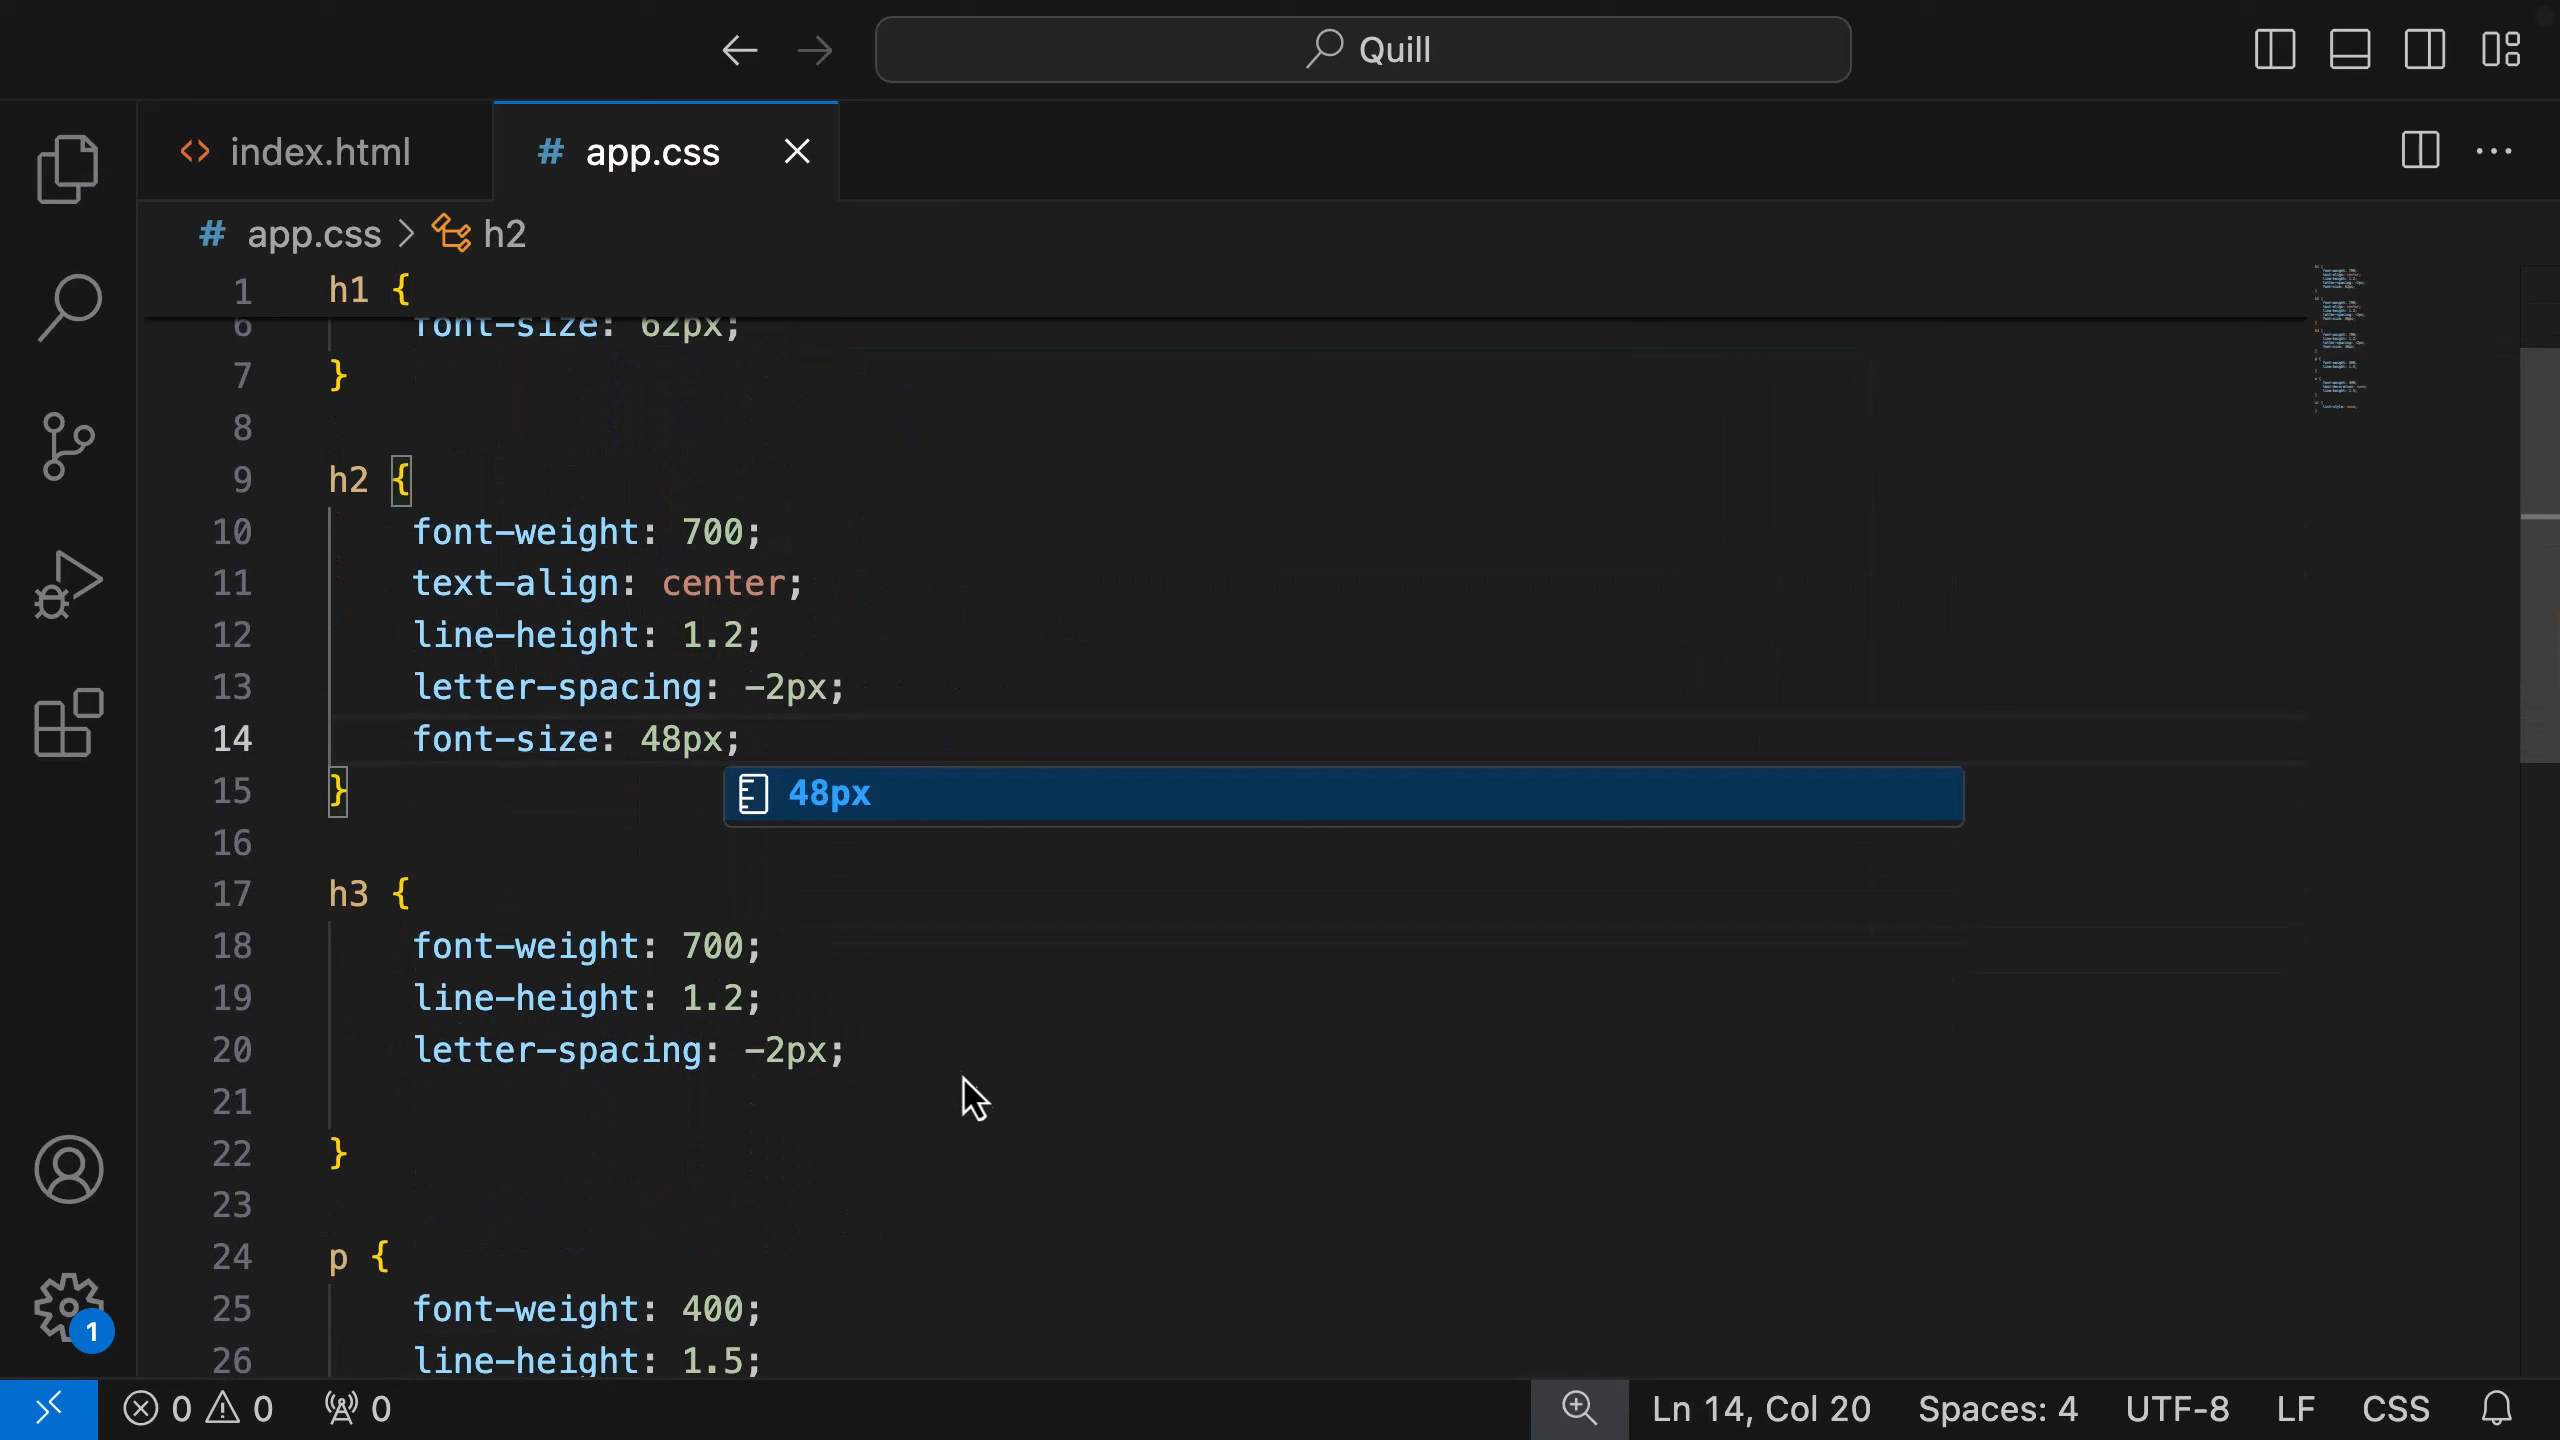 Quill
index.html
# app.css
# app.css > h2
1 h1 {
6 font-size: 62px;
7 }
8
9 h2 {
10 font-weight: 700;
11 text-align: center;
12 line-height: 1.2;
13 letter-spacing: -2px;
14 font-size: 48px;
15 }
48px
16
17 h3 {
18 font-weight: 700;
19 line-height: 1.2;
20 letter-spacing: -2px;
21
22 }
23
24 p {
25 font-weight: 400;
26 line-height: 1.5;
1
0 0 0 Ln 14, Col 20 Spaces: 4 UTF-8 LF CSS